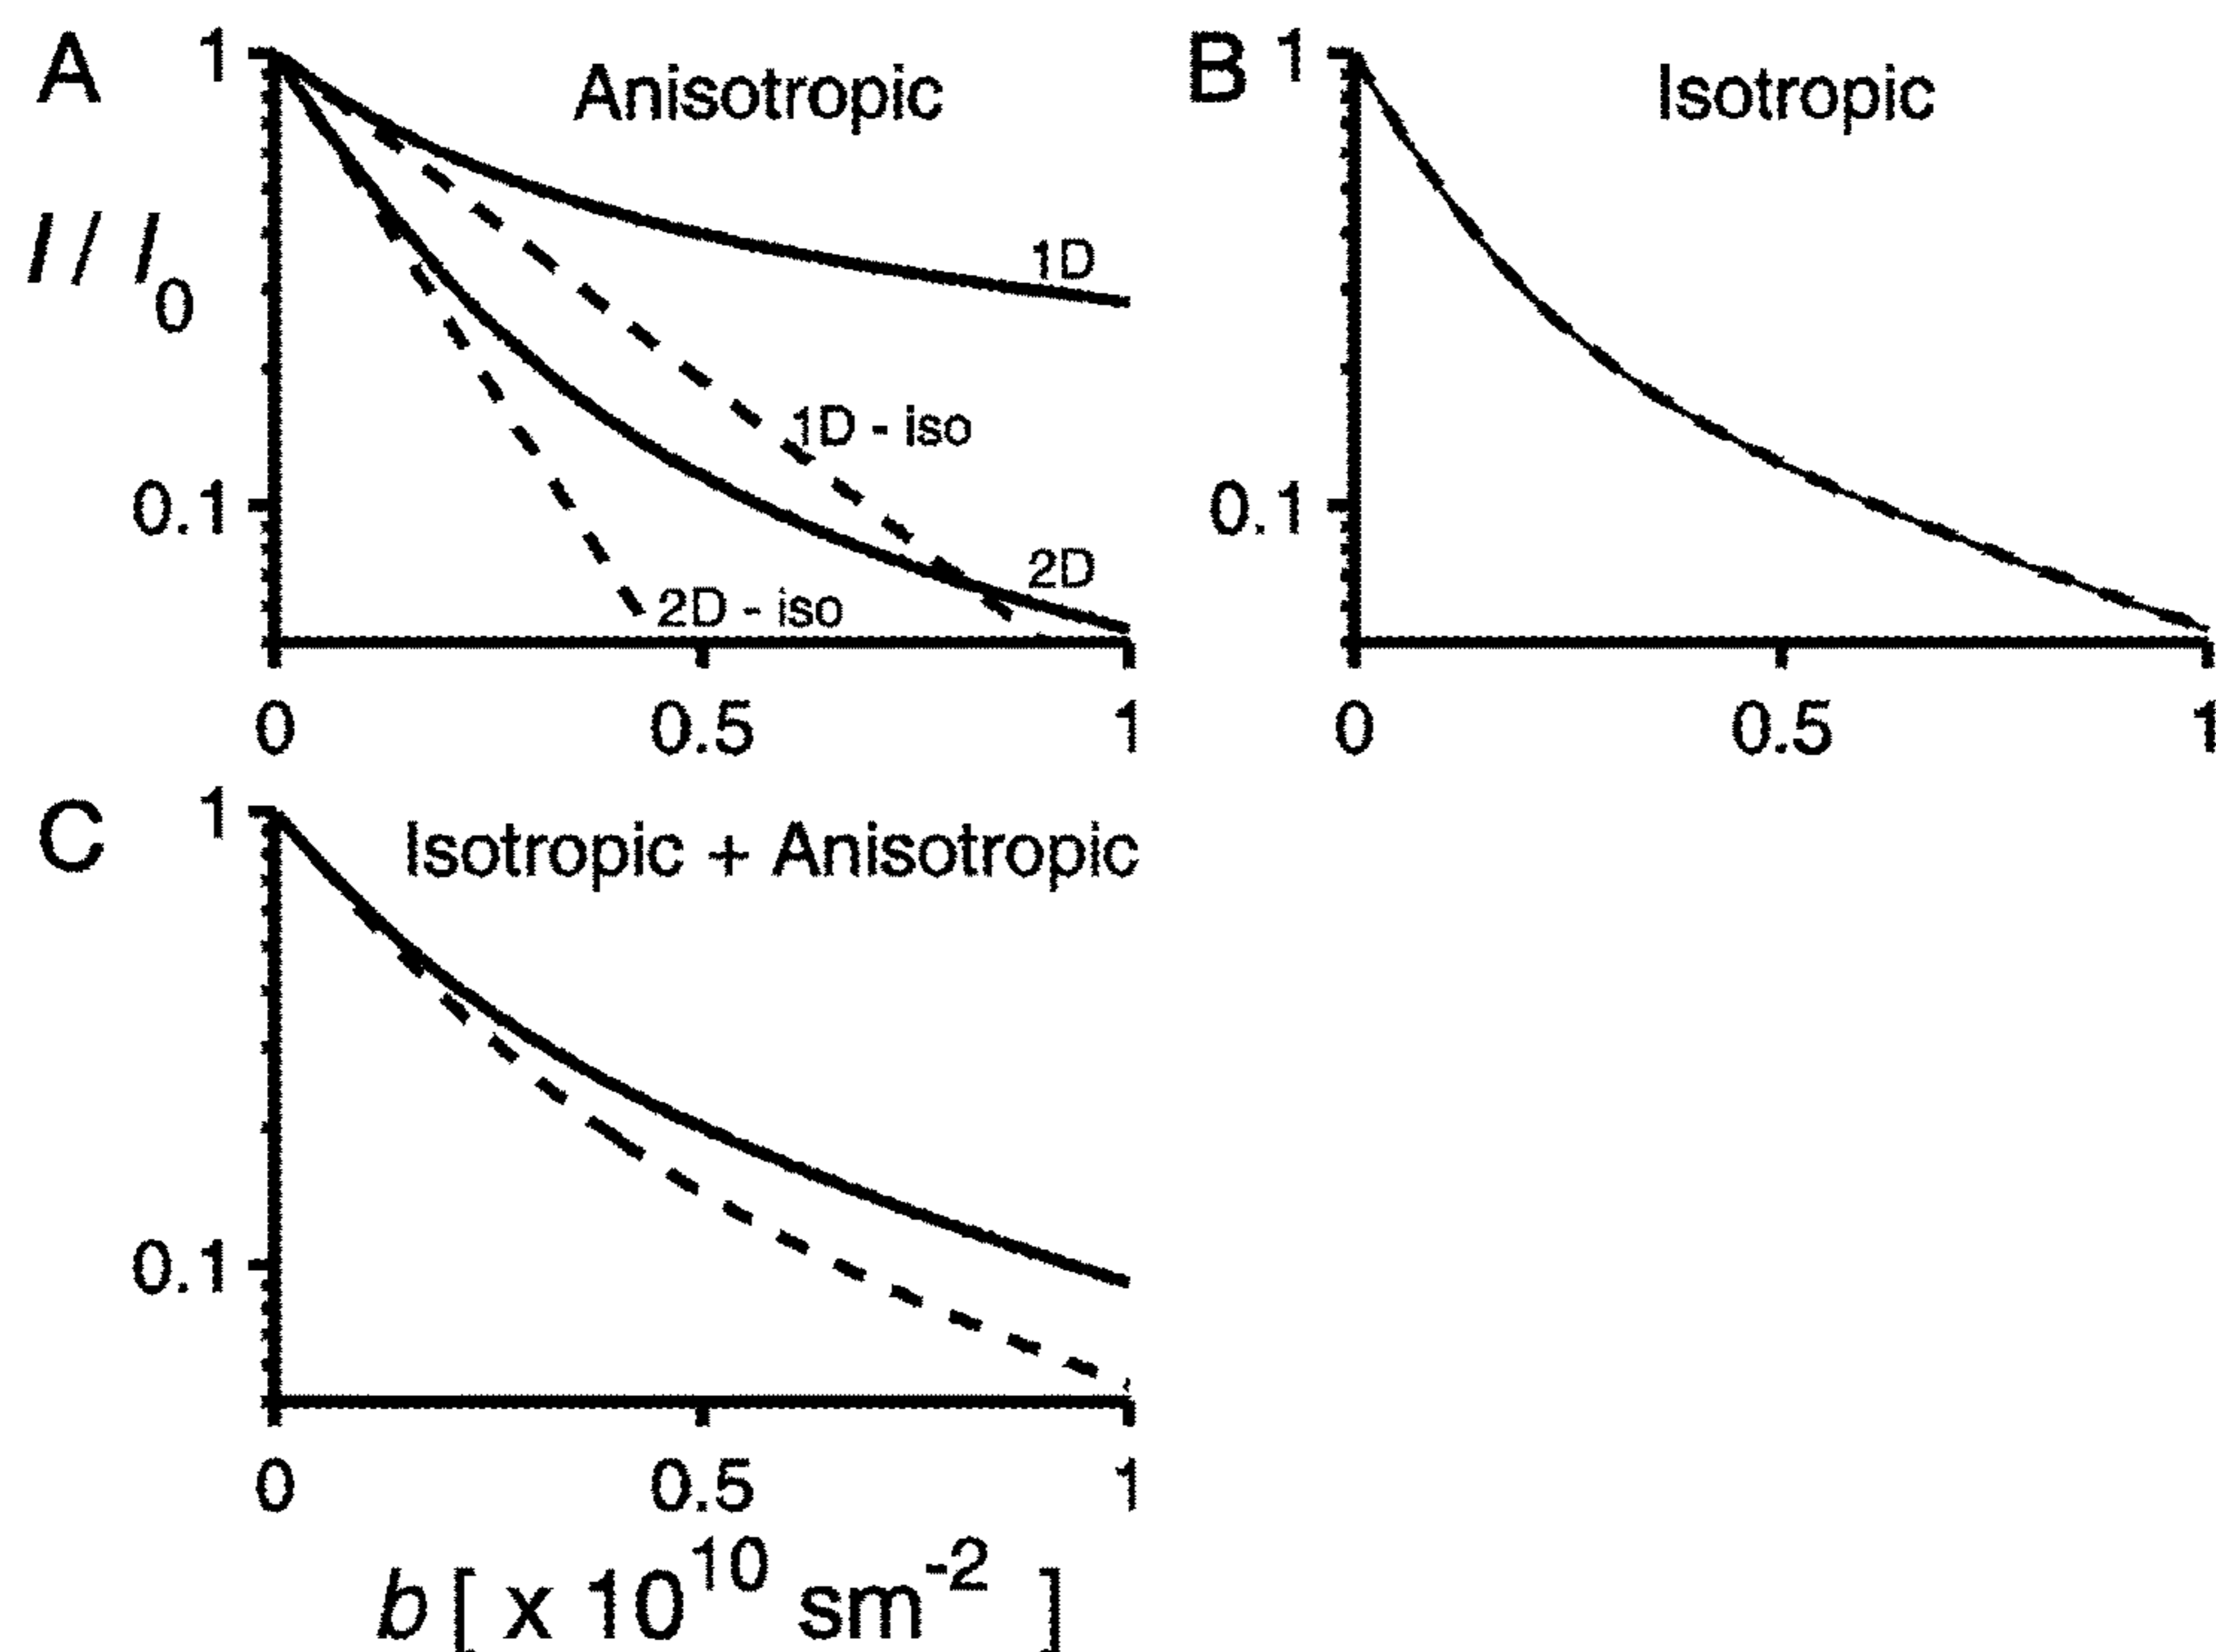 A
1
Anisotropic
I / I0
1D
1D - iso
0.1
2D
2D - iso
0
0.5
1
B
1
Isotropic
0.1
0
0.5
1
C
1
Isotropic + Anisotropic
0.1
0
0.5
1
b [ x 10^10 sm^-2 ]